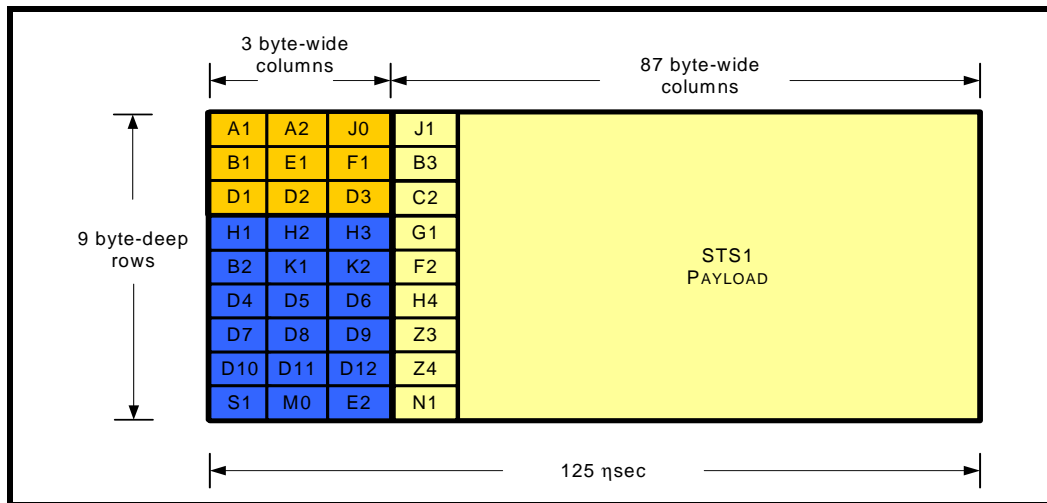 3 byte-wide
columns
87 byte-wide
columns
A1 A2 J0 J1
B1 E1 F1 B3
D1 D2 D3 C2
9 byte-deep
rows
H1 H2 H3 G1
B2 K1 K2 F2
D4 D5 D6 H4
D7 D8 D9 Z3
D10 D11 D12 Z4
S1 M0 E2 N1
STS1
PAYLOAD
125 ηsec